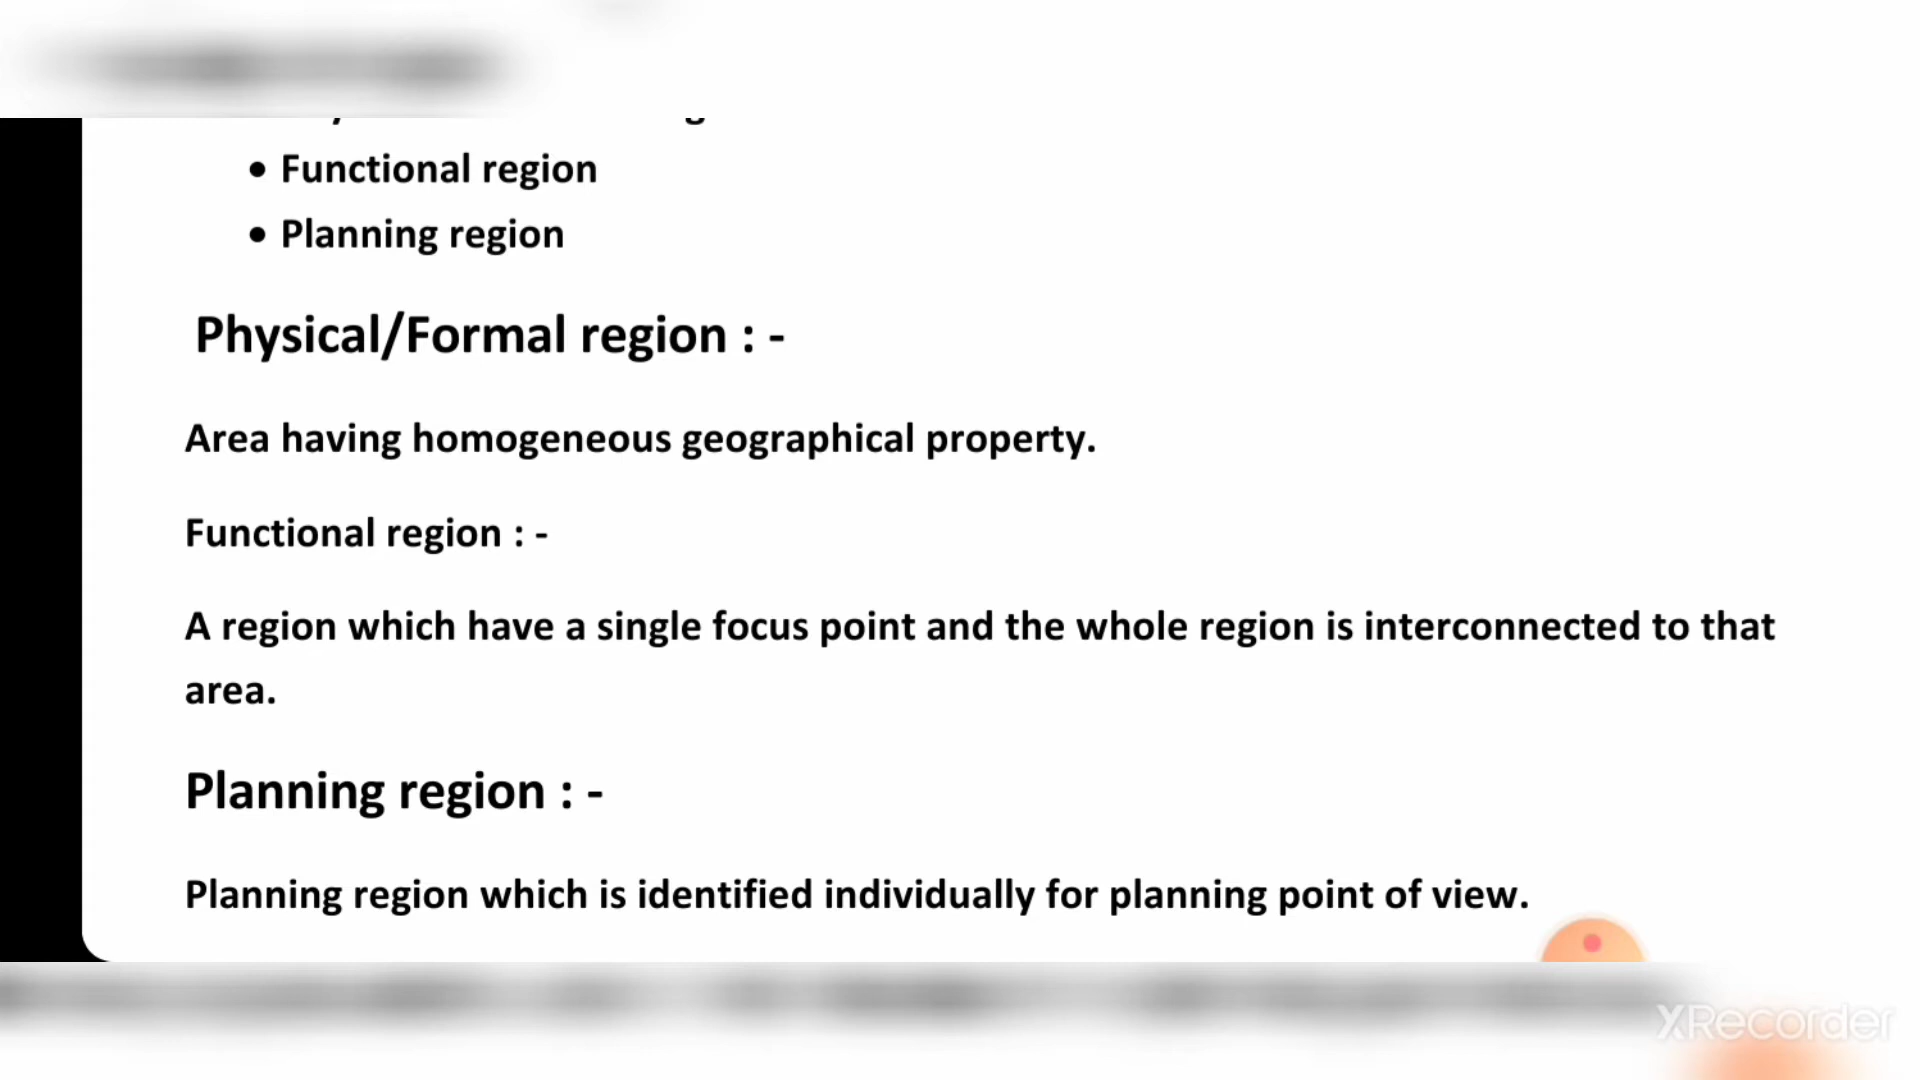 • Functional region
• Planning region
Physical/Formal region : -
Area having homogeneous geographical property.
Functional region : -
A region which have a single focus point and the whole region is interconnected to that
area.
Planning region : -
Planning region which is identified individually for planning point of view.
XRecorder